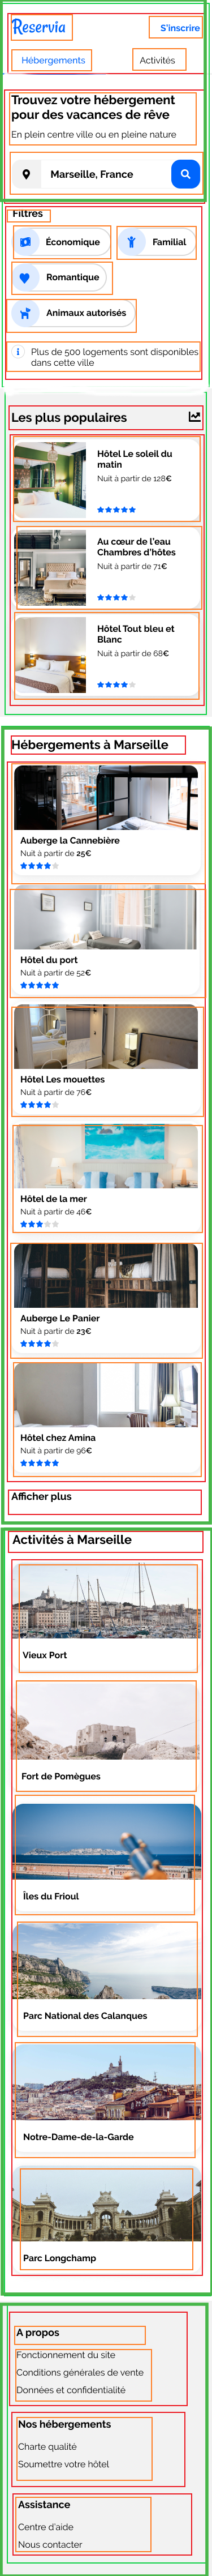 Reservia
S'inscrire
Hébergements
Activités
Trouvez votre hébergement
pour des vacances de rêve
En plein centre ville ou en pleine nature
Marseille, France
Filtres
Économique
Familial
Romantique
Animaux autorisés
Plus de 500 logements sont disponibles
dans cette ville
Les plus populaires
Hôtel Le soleil du
matin
Nuit à partir de 128€
Au cœur de l'eau
Chambres d'hôtes
Nuit à partir de 71€
Hôtel Tout bleu et
Blanc
Nuit à partir de 68€
Hébergements à Marseille
Auberge la Cannebière
Nuit à partir de 25€
Hôtel du port
Nuit à partir de 52€
Hôtel Les mouettes
Nuit à partir de 76€
Hôtel de la mer
Nuit à partir de 46€
Auberge Le Panier
Nuit à partir de 23€
Hôtel chez Amina
Nuit à partir de 96€
Afficher plus
Activités à Marseille
Vieux Port
Fort de Pomègues
Îles du Frioul
Parc National des Calanques
Notre-Dame-de-la-Garde
Parc Longchamp
A propos
Fonctionnement du site
Conditions générales de vente
Données et confidentialité
Nos hébergements
Charte qualité
Soumettre votre hôtel
Assistance
Centre d'aide
Nous contacter